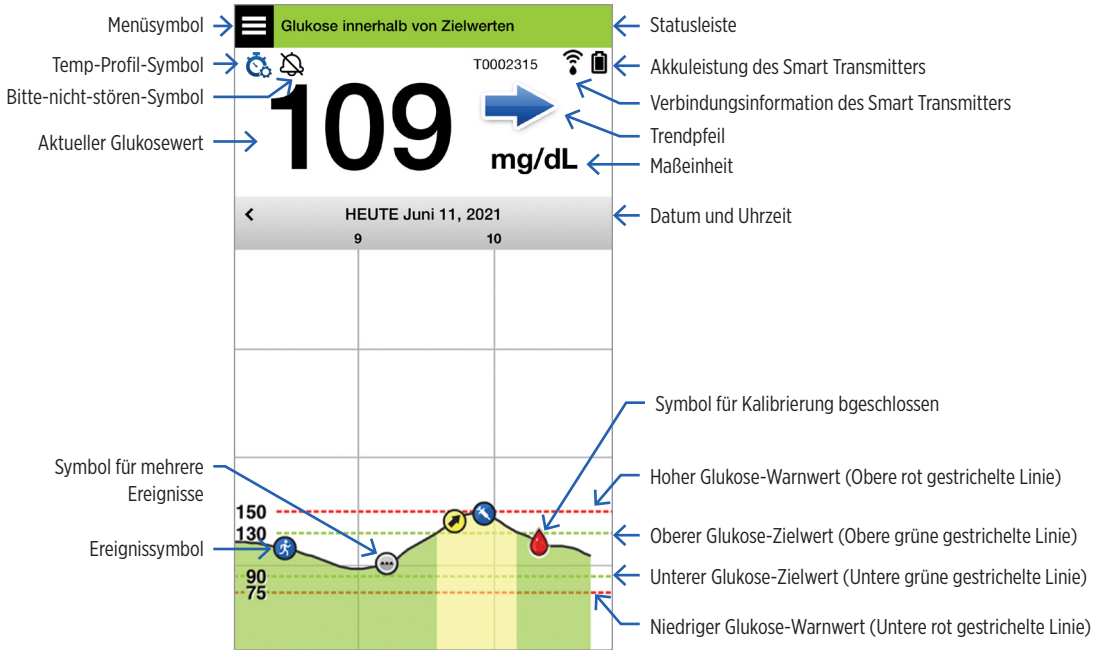 Menüsymbol
Glukose innerhalb von Zielwerten
Statusleiste
Temp-Profil-Symbol
T0002315
Akkuleistung des Smart Transmitters
Bitte-nicht-stören-Symbol
Verbindungsinformation des Smart Transmitters
109
Trendpfeil
Aktueller Glukosewert
mg/dL
Maßeinheit
HEUTE Juni 11, 2021
Datum und Uhrzeit
9 10
Symbol für Kalibrierung bgeschlossen
Symbol für mehrere
Ereignisse
Hoher Glukose-Warnwert (Obere rot gestrichelte Linie)
150
130
Oberer Glukose-Zielwert (Obere grüne gestrichelte Linie)
Ereignissymbol
90
Unterer Glukose-Zielwert (Untere grüne gestrichelte Linie)
75
Niedriger Glukose-Warnwert (Untere rot gestrichelte Linie)